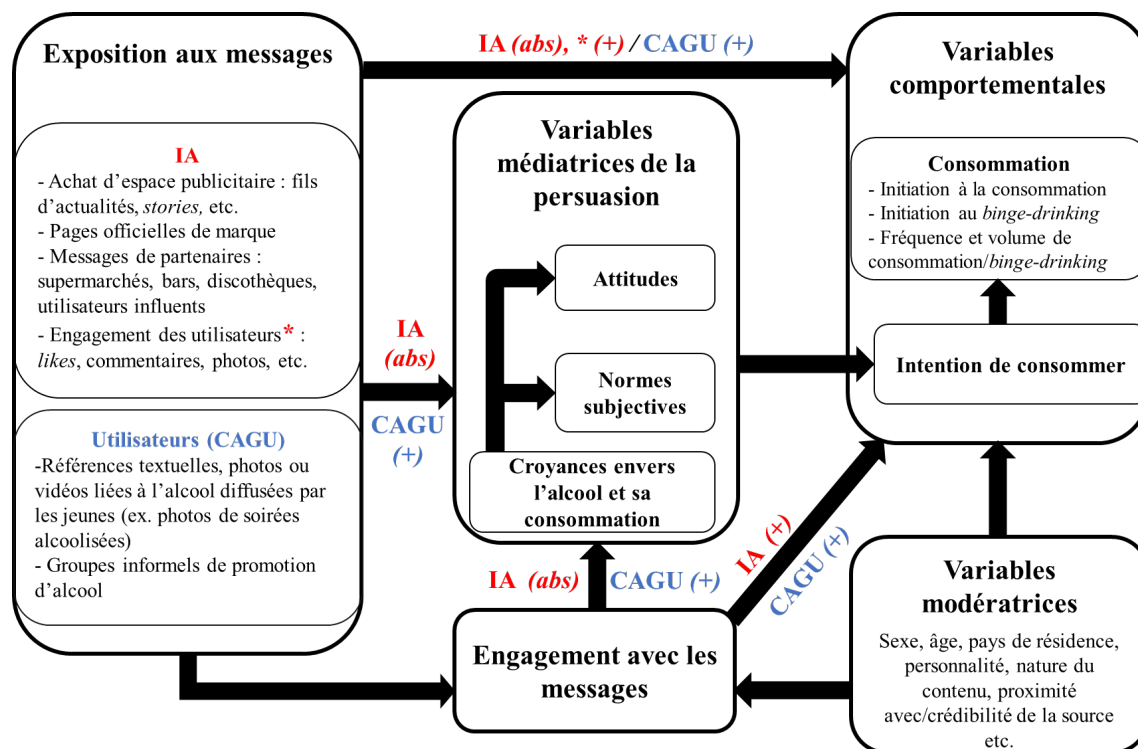 Exposition aux messages
IA
- Achat d'espace publicitaire : fils
d'actualités, stories, etc.
- Pages officielles de marque
- Messages de partenaires :
supermarchés, bars, discothèques,
utilisateurs influents
- Engagement des utilisateurs* :
likes, commentaires, photos, etc.
Utilisateurs (CAGU)
-Références textuelles, photos ou
vidéos liées à l'alcool diffusées par
les jeunes (ex. photos de soirées
alcoolisées)
- Groupes informels de promotion
d'alcool
IA (abs), * (+) / CAGU (+)
IA
(abs)
CAGU
(+)
Variables
médiatrices de la
persuasion
Attitudes
Normes
subjectives
Croyances envers
l'alcool et sa
consommation
IA (abs)
CAGU (+)
Engagement avec les
messages
IA (+)
CAGU (+)
Variables
comportementales
Consommation
- Initiation à la consommation
- Initiation au binge-drinking
- Fréquence et volume de
consommation/binge-drinking
Intention de consommer
Variables
modératrices
Sexe, âge, pays de résidence,
personnalité, nature du
contenu, proximité
avec/crédibilité de la source
etc.